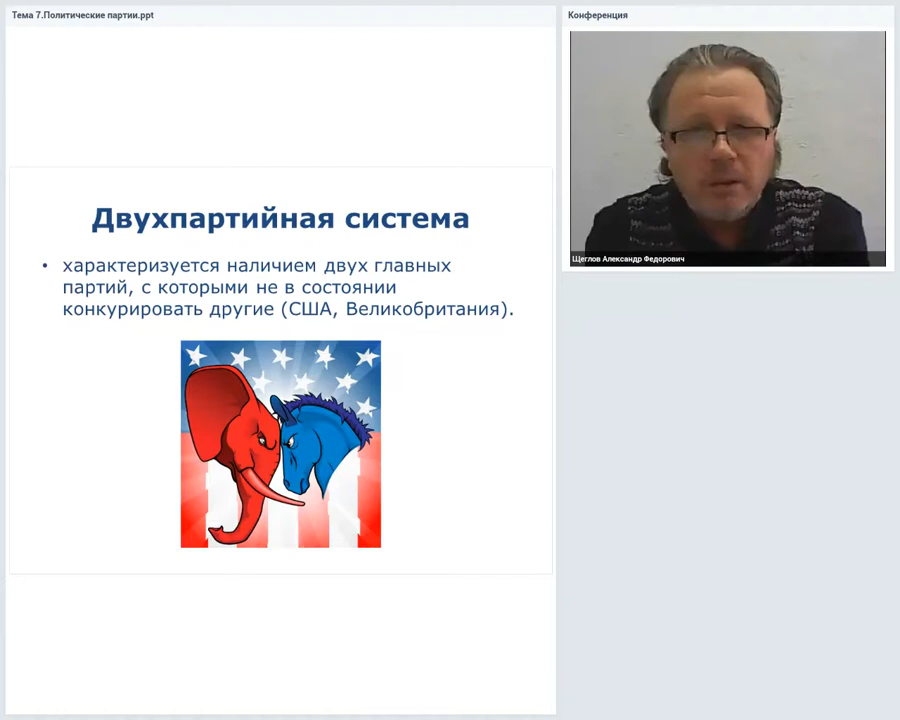 Тема 7.Политические партии.ppt
Конференция
Двухпартийная система
• характеризуется наличием двух главных
партий, с которыми не в состоянии
конкурировать другие (США, Великобритания).
Щеглов Александр Федорович